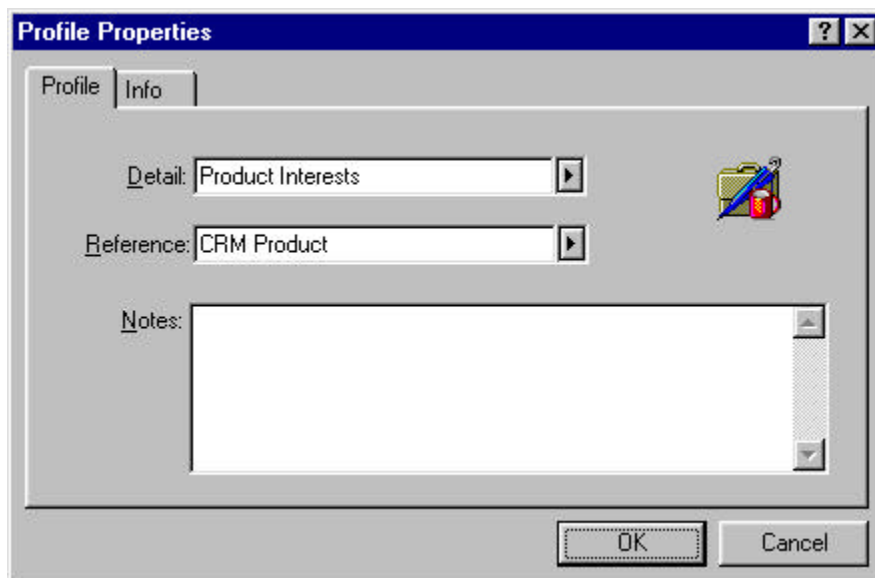 Profile Properties
Profile
Info
Detail: Product Interests
Reference: CRM Product
Notes:
OK
Cancel